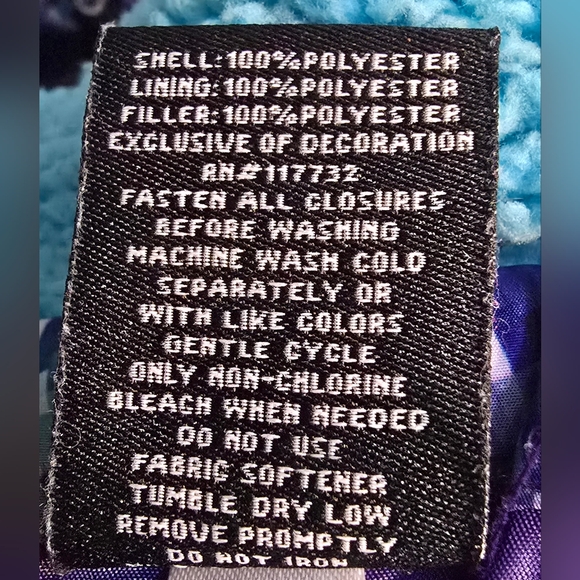 SHELL: 100% POLYESTER
LINING: 100% POLYESTER
FILLER: 100% POLYESTER
EXCLUSIVE OF DECORATION
RN#117732
FASTEN ALL CLOSURES
BEFORE WASHING
MACHINE WASH COLD
SEPARATELY OR
WITH LIKE COLORS
GENTLE CYCLE
ONLY NON-CHLORINE
BLEACH WHEN NEEDED
DO NOT USE
FABRIC SOFTENER
TUMBLE DRY LOW
REMOVE PROMPTLY
DO NOT IRON